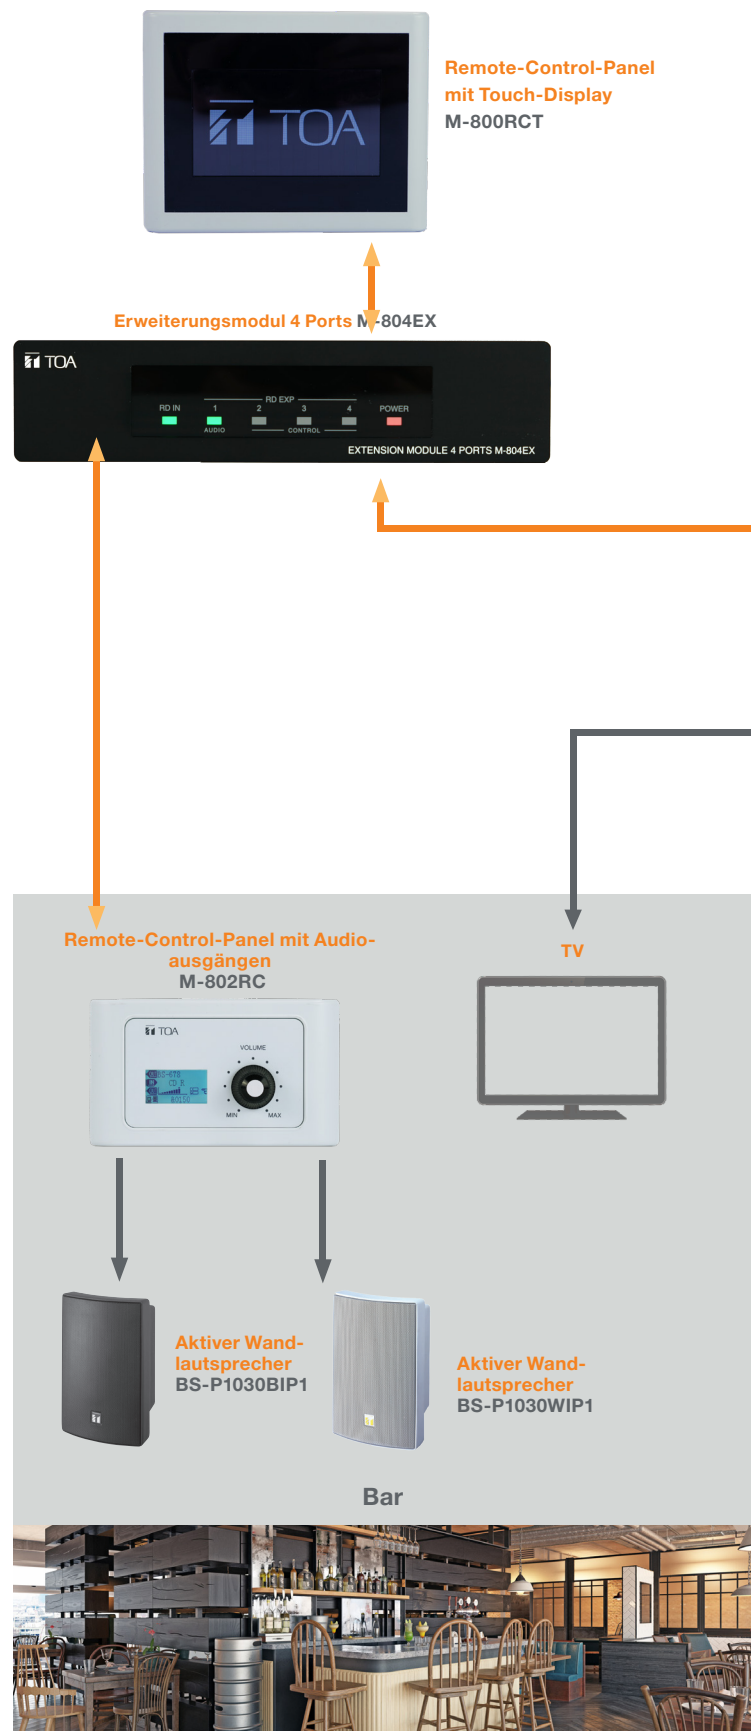 TOA
Remote-Control-Panel
mit Touch-Display
M-800RCT
Erweiterungsmodul 4 Ports M-804EX
TOA
RD EXP
RD IN 1 2 3 4 POWER
AUDIO CONTROL
EXTENSION MODULE 4 PORTS M-804EX
Remote-Control-Panel mit Audio-
ausgängen
M-802RC
TV
TOA
VOLUME
CD
MIN MAX
Aktiver Wand-
lautsprecher
BS-P1030BIP1
Aktiver Wand-
lautsprecher
BS-P1030WIP1
Bar